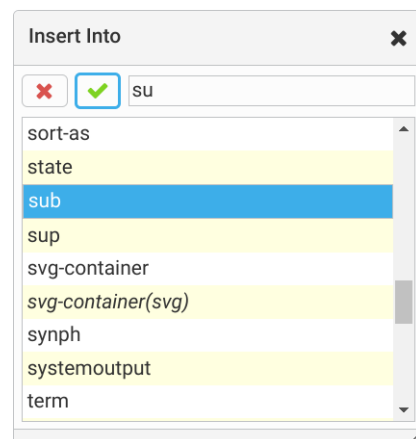 Insert Into
su
sort-as
state
sub
sup
svg-container
svg-container(svg)
synph
systemoutput
term